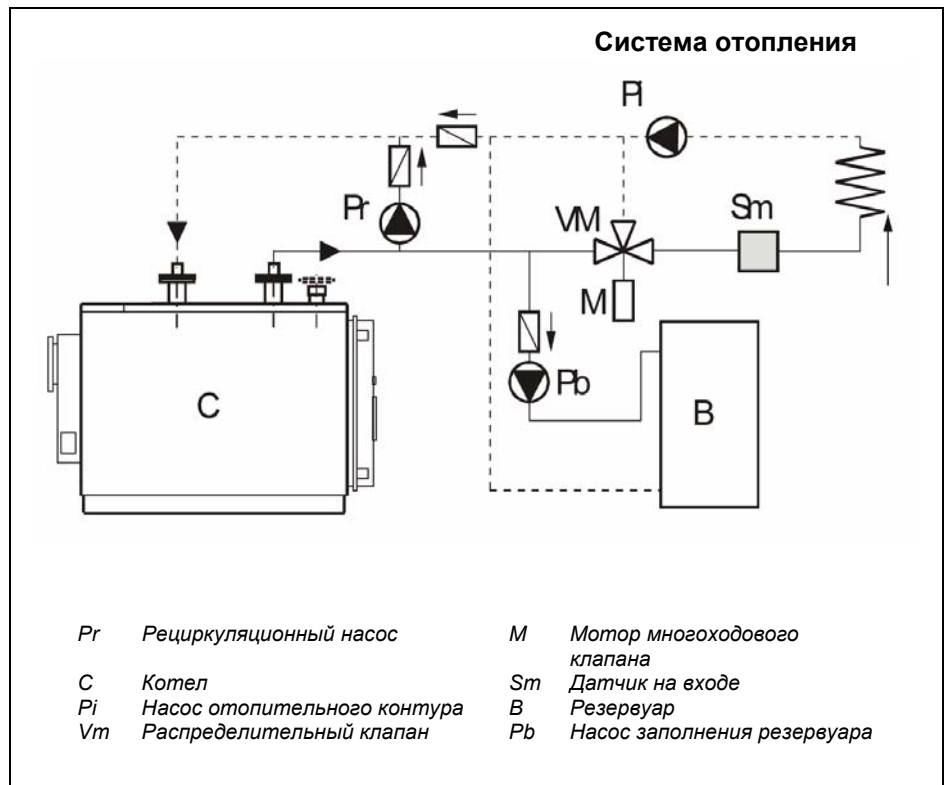 Система отопления
Pi
Pr
VM
Sm
M
Pb
C
B
Pr Рециркуляционный насос
M Мотор многоходового
клапана
C Котел
Sm Датчик на входе
Pi Насос отопительного контура
B Резервуар
Vm Распределительный клапан
Pb Насос заполнения резервуара